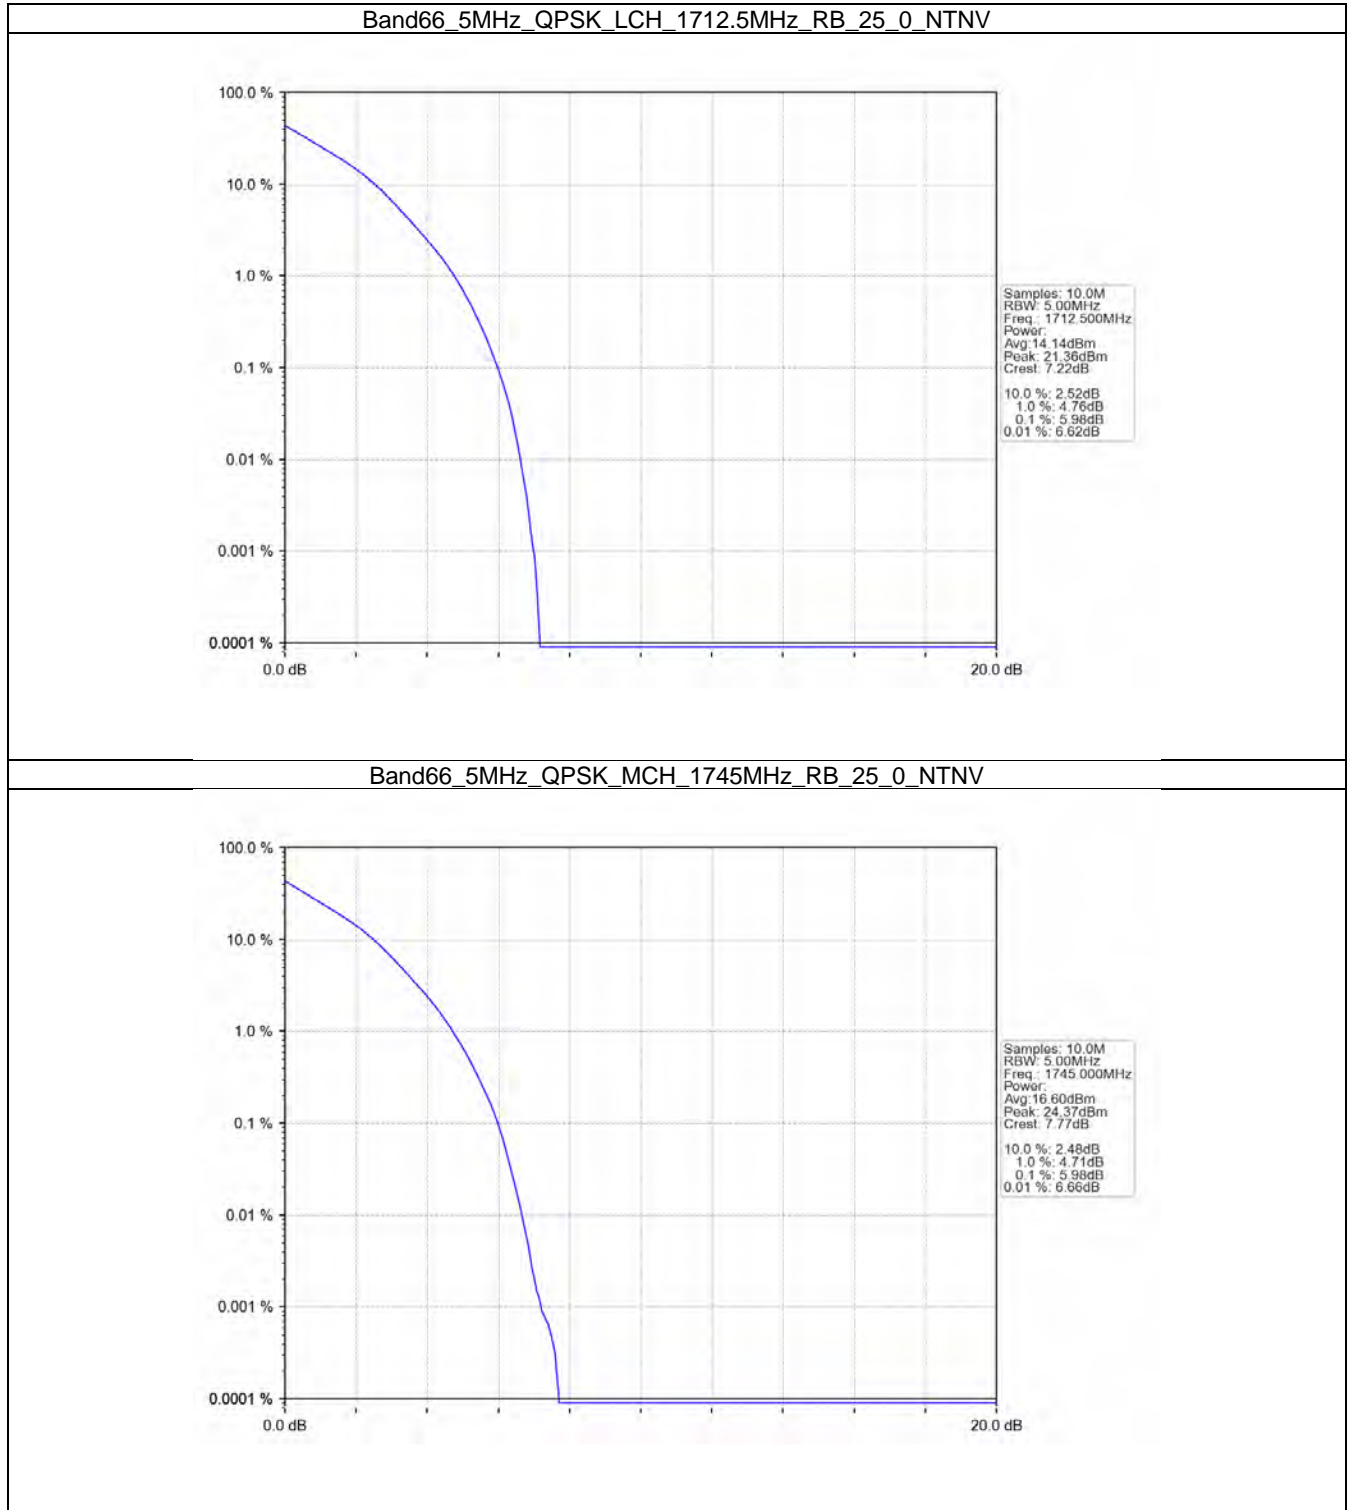 Band66_5MHz_QPSK_LCH_1712.5MHz_RB_25_0_NTNV
100.0 %
10.0 %
1.0 %
0.1 %
0.01 %
0.001 %
0.0001 %
0.0 dB
20.0 dB
Samples: 10.0M
RBW: 5.00MHz
Freq.: 1712.500MHz
Power:
Avg:14.14dBm
Peak: 21.36dBm
Crest: 7.22dB
10.0 %: 2.52dB
1.0 %: 4.76dB
0.1 %: 5.98dB
0.01 %: 6.62dB
Band66_5MHz_QPSK_MCH_1745MHz_RB_25_0_NTNV
100.0 %
10.0 %
1.0 %
0.1 %
0.01 %
0.001 %
0.0001 %
0.0 dB
20.0 dB
Samples: 10.0M
RBW: 5.00MHz
Freq.: 1745.000MHz
Power:
Avg:16.60dBm
Peak: 24.37dBm
Crest: 7.77dB
10.0 %: 2.48dB
1.0 %: 4.71dB
0.1 %: 5.98dB
0.01 %: 6.66dB